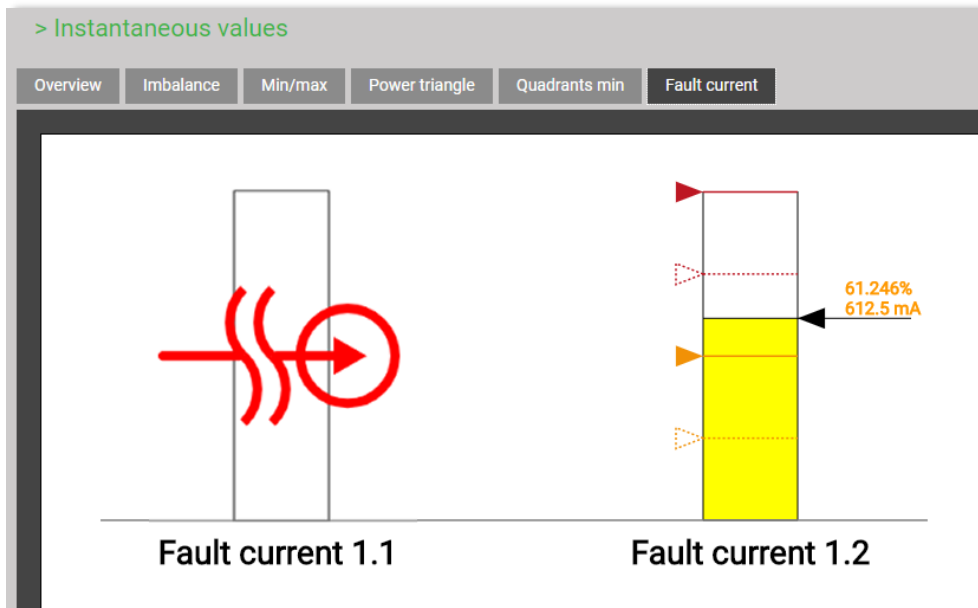 > Instantaneous values
Overview
Imbalance
Min/max
Power triangle
Quadrants min
Fault current
61.246%
612.5 mA
Fault current 1.1
Fault current 1.2